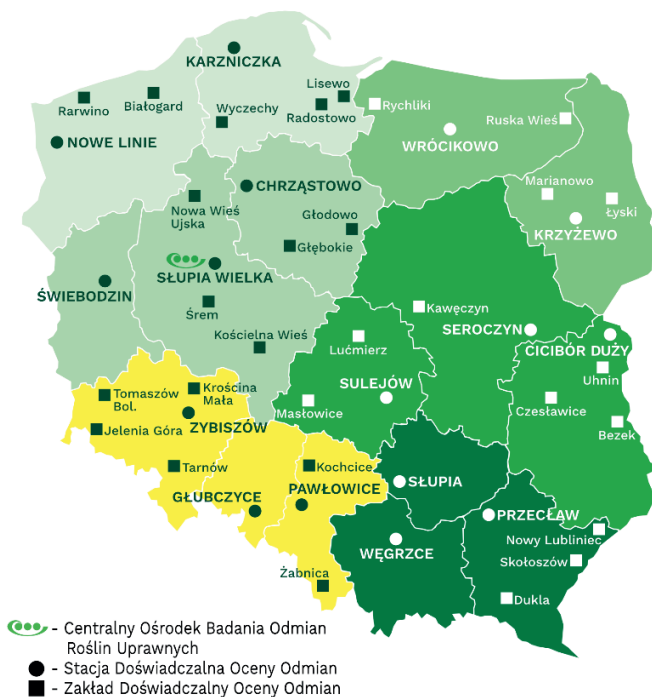 KARZNICZKA
Lisewo
Rarwino
Białogard
Wyczechy
Radostowo
Rychliki
Ruska Wieś
NOWE LINIE
WRÓCIKOWO
CHRZĄSTOWO
Marianowo
Łyski
Nowa Wieś
Ujska
Głodowo
KRZYŻEWO
Głębokie
SŁUPIA WIELKA
ŚWIEBODZIN
Śrem
Kawęczyn
SEROCZYN
Kościelna Wieś
Lućmierz
CICIBÓR DUŻY
Uhnin
SULEJÓW
Tomaszów
Bol.
Krościna
Mała
Masłowice
Czesławice
Jelenia Góra
ZYBISZÓW
Bezek
Tarnów
Kochcice
GŁUBCZYCE
PAWŁOWICE
SŁUPIA
PRZECŁAW
Nowy Lubliniec
WĘGRZCE
Skołoszów
Żabnica
Dukla
- Centralny Ośrodek Badania Odmian
Roślin Uprawnych
- Stacja Doświadczalna Oceny Odmian
- Zakład Doświadczalny Oceny Odmian